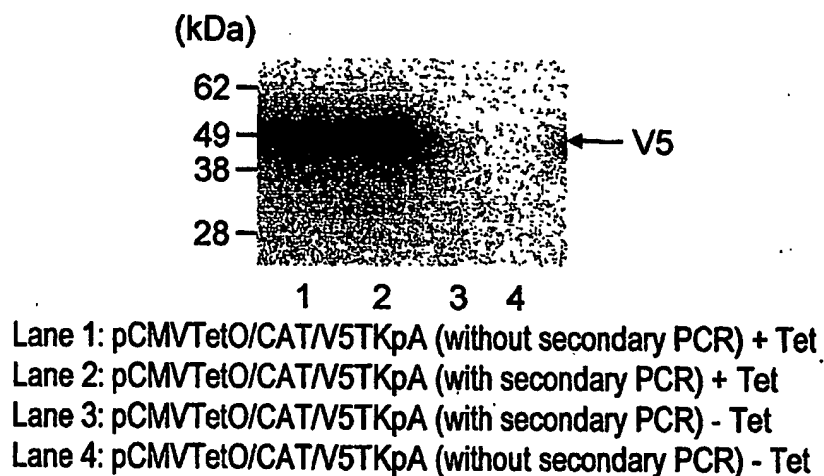 (kDa)
62
49
V5
38
28
1 2 3 4
Lane 1: pCMVTetO/CAT/V5TKpA (without secondary PCR) + Tet
Lane 2: pCMVTetO/CAT/V5TKpA (with secondary PCR) + Tet
Lane 3: pCMVTetO/CAT/V5TKpA (with secondary PCR) - Tet
Lane 4: pCMVTetO/CAT/V5TKpA (without secondary PCR) - Tet